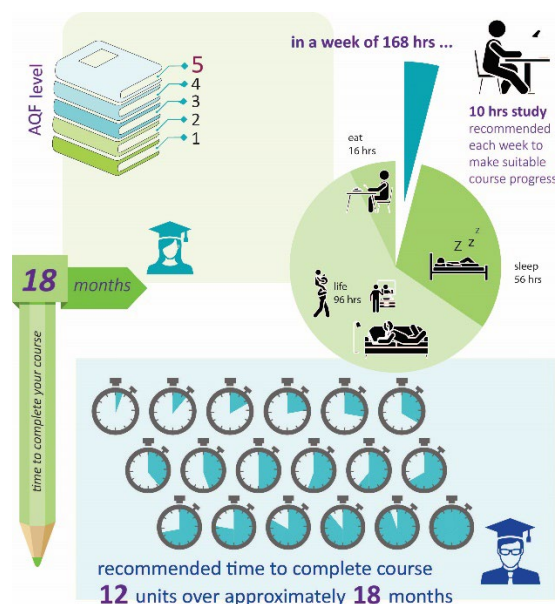 AQF level
5
4
3
2
1
in a week of 168 hrs ...
10 hrs study
recommended
each week to
make suitable
course progress
eat
16 hrs
z
Z
Z
sleep
56 hrs
life
96 hrs
18 months
time to complete your course
recommended time to complete course
12 units over approximately 18 months